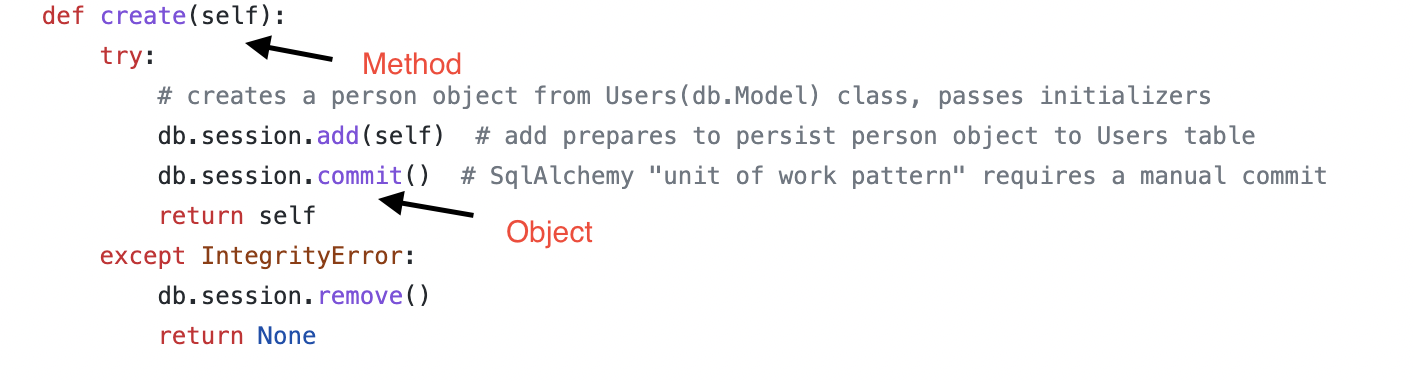 def create(self):
try:
Method
# creates a person object from Users(db.Model) class, passes initializers
db.session.add(self)  # add prepares to persist person object to Users table
db.session.commit()  # SqlAlchemy "unit of work pattern" requires a manual commit
return self
Object
except IntegrityError:
db.session.remove()
return None